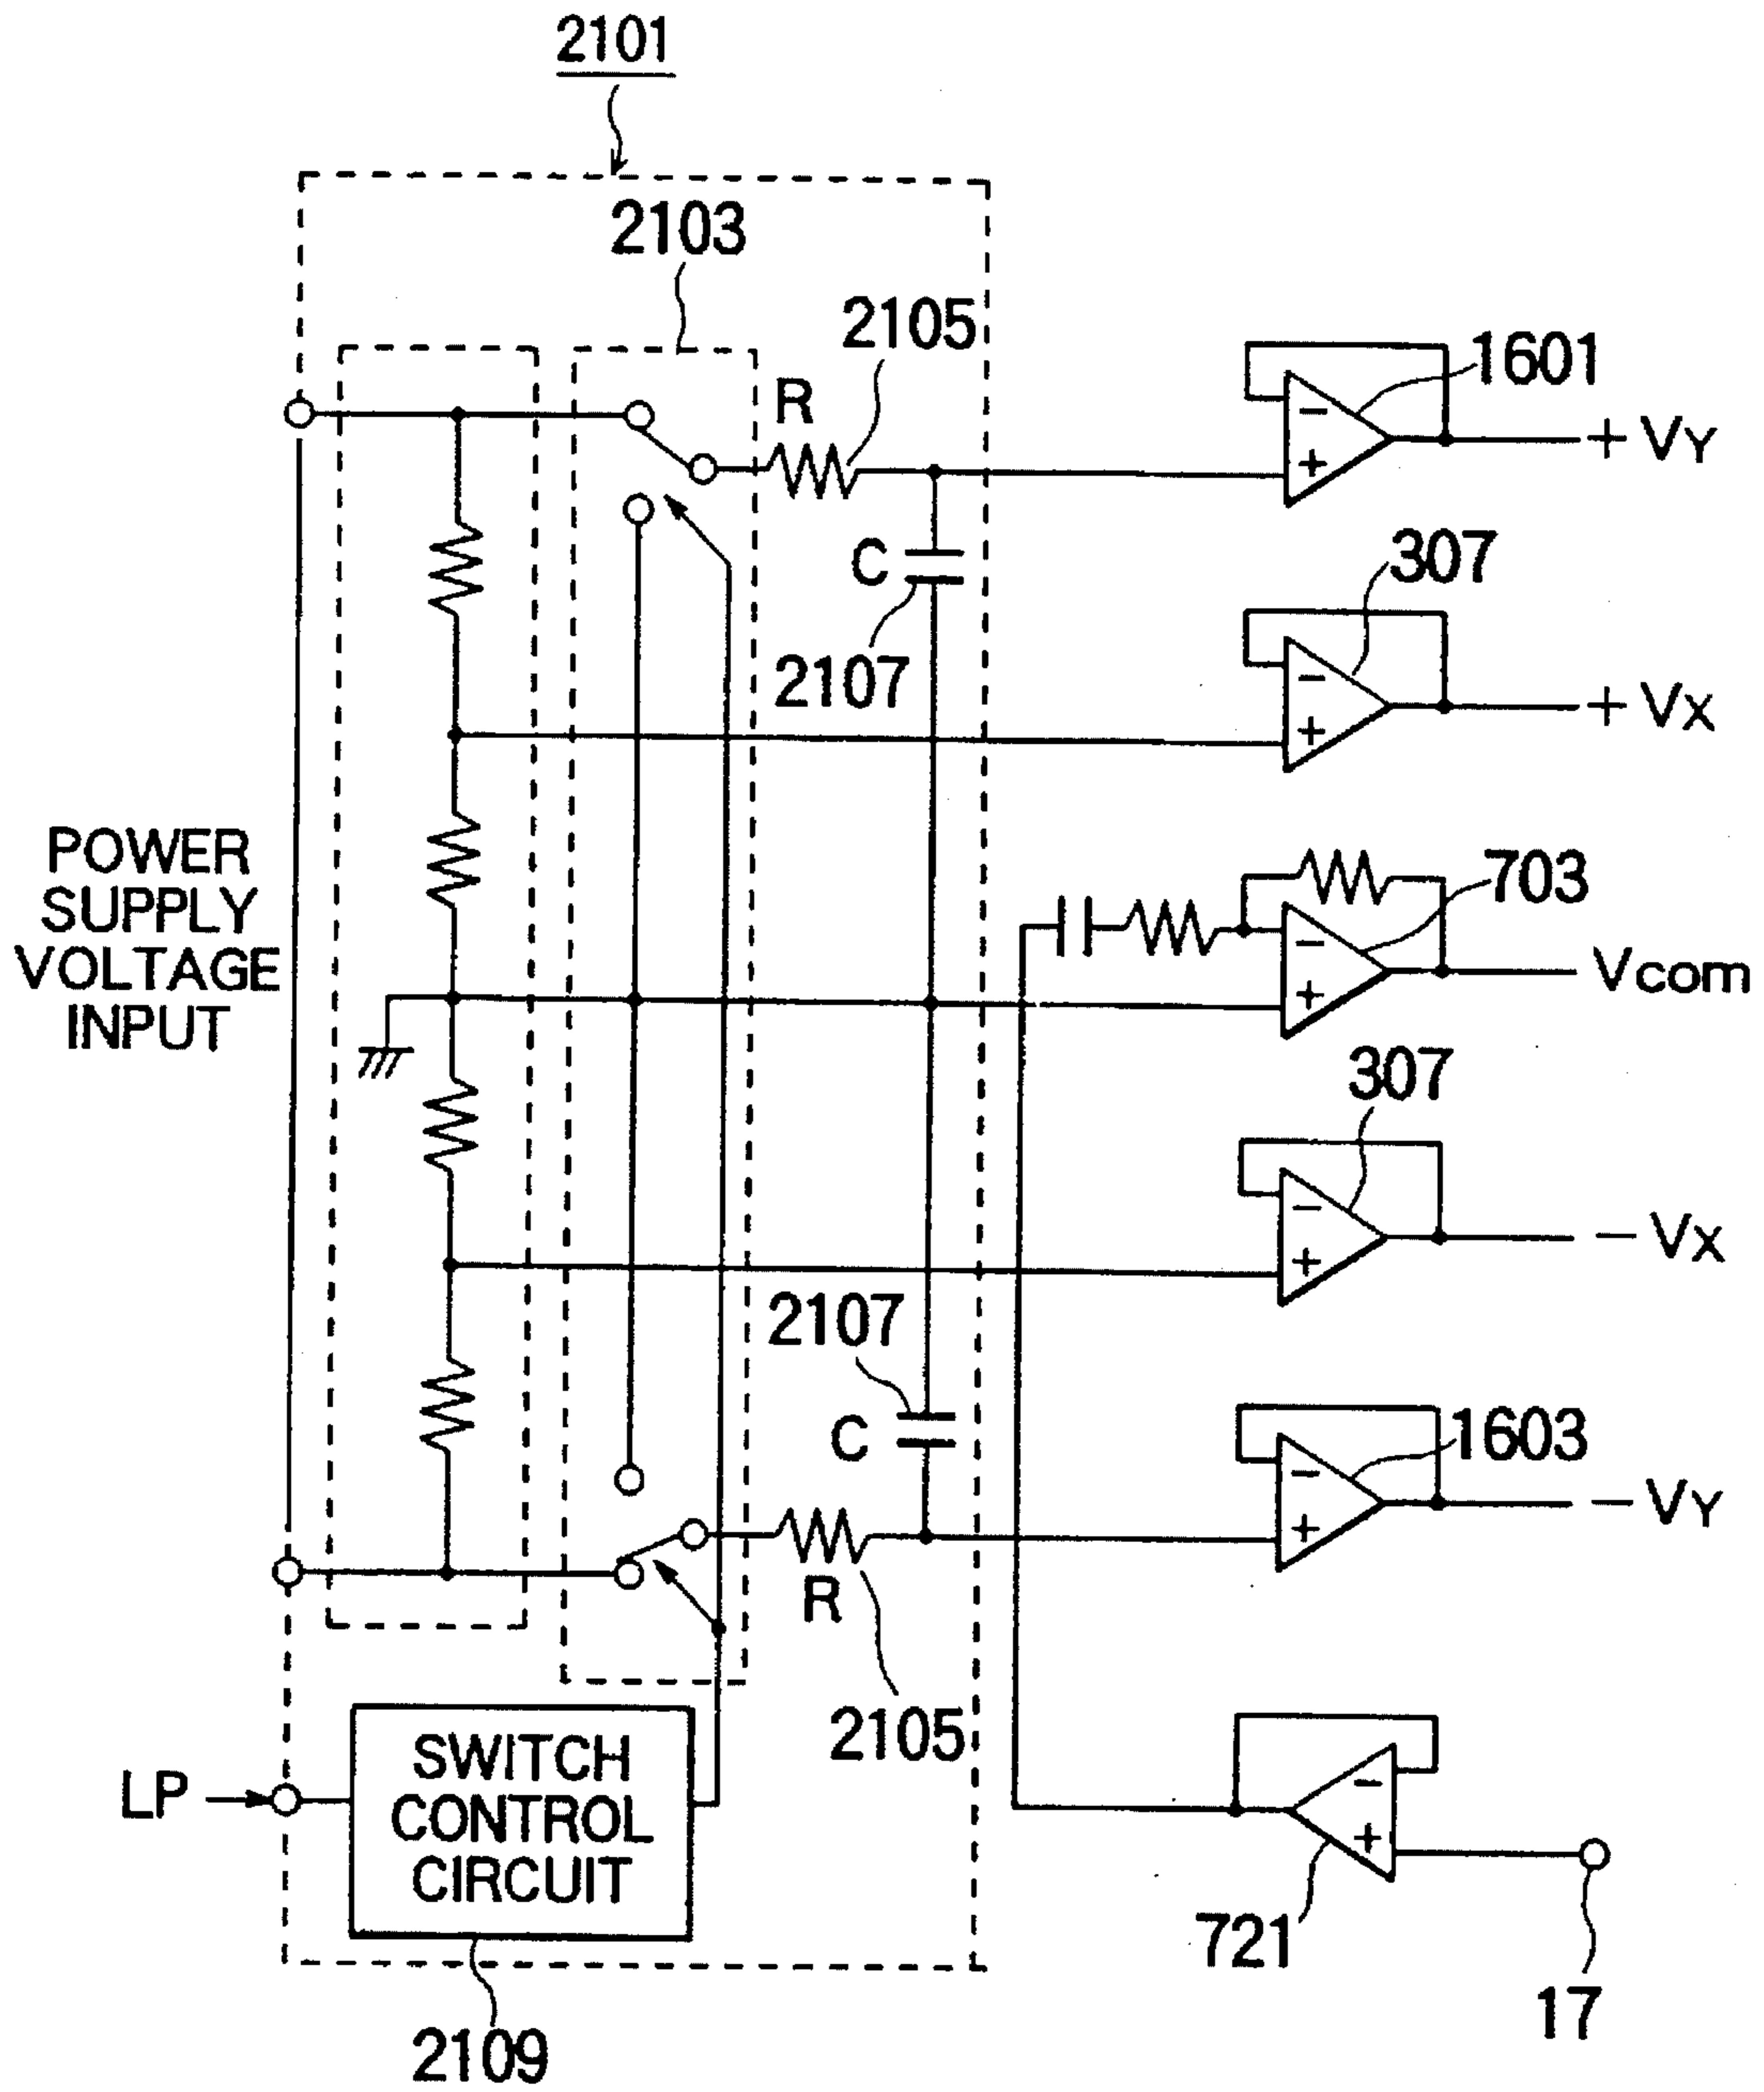 2101
2103
2105
R
1601
+ VY
C
307
2107
+ VX
POWER
SUPPLY
VOLTAGE
INPUT
703
Vcom
307
- VX
2107
C
1603
- VY
R
2105
LP
SWITCH
CONTROL
CIRCUIT
721
17
2109
- +
- +
- +
- +
- +
- +